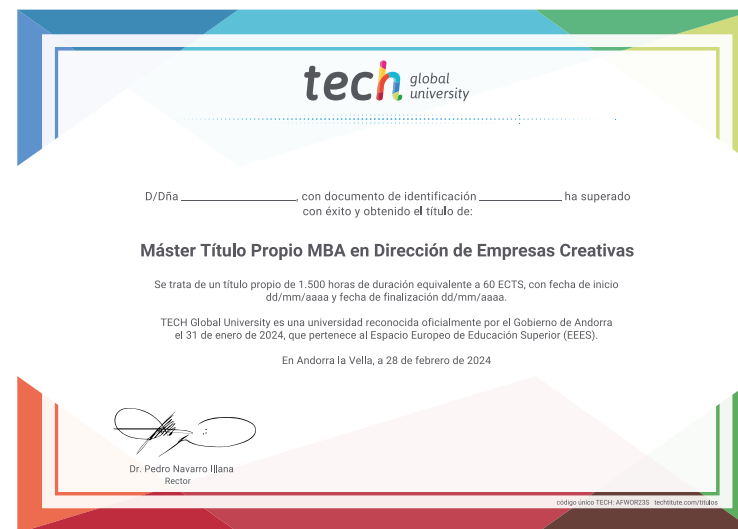 tech global university
D/Dña ______________, con documento de identificación ______________ ha superado
con éxito y obtenido el título de:
Máster Título Propio MBA en Dirección de Empresas Creativas
Se trata de un título propio de 1.500 horas de duración equivalente a 60 ECTS, con fecha de inicio
dd/mm/aaaa y fecha de finalización dd/mm/aaaa.
TECH Global University es una universidad reconocida oficialmente por el Gobierno de Andorra
el 31 de enero de 2024, que pertenece al Espacio Europeo de Educación Superior (EEES).
En Andorra la Vella, a 28 de febrero de 2024
Dr. Pedro Navarro Illana
Rector
código único TECH: AFWOR23S techtitute.com/titulos